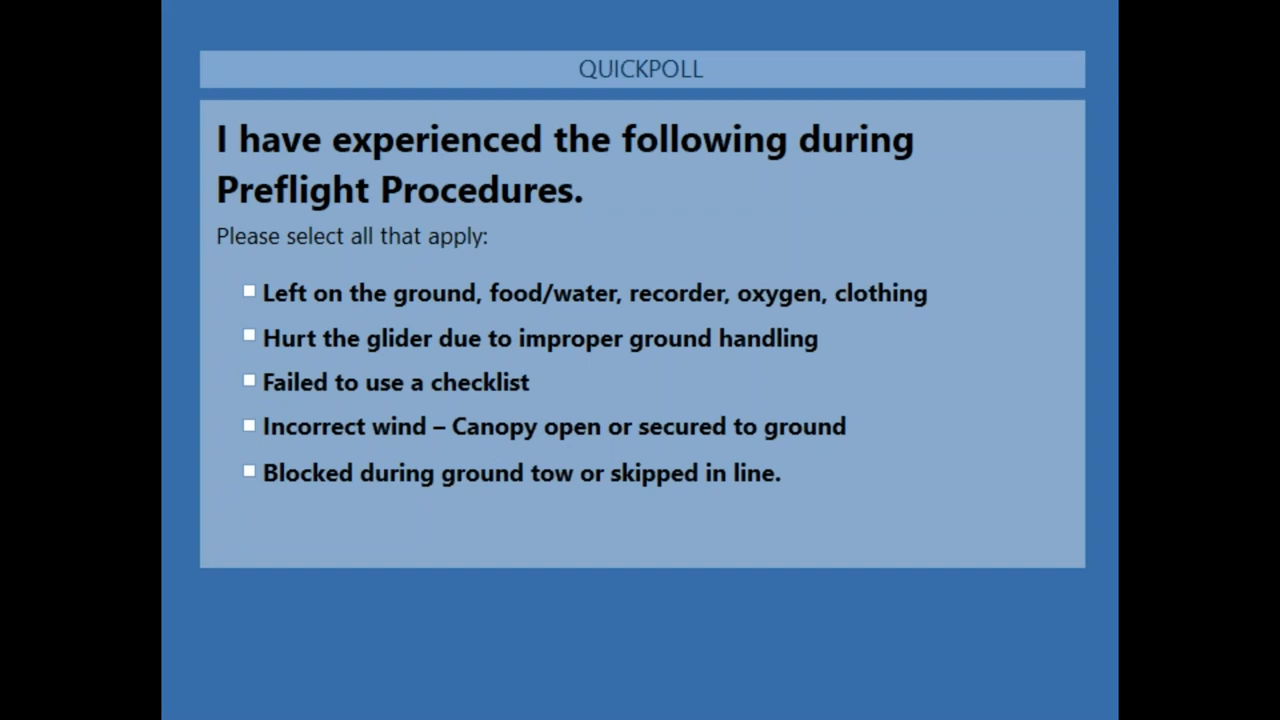 QUICKPOLL
I have experienced the following during
Preflight Procedures.
Please select all that apply:
Left on the ground, food/water, recorder, oxygen, clothing
Hurt the glider due to improper ground handling
Failed to use a checklist
Incorrect wind – Canopy open or secured to ground
Blocked during ground tow or skipped in line.